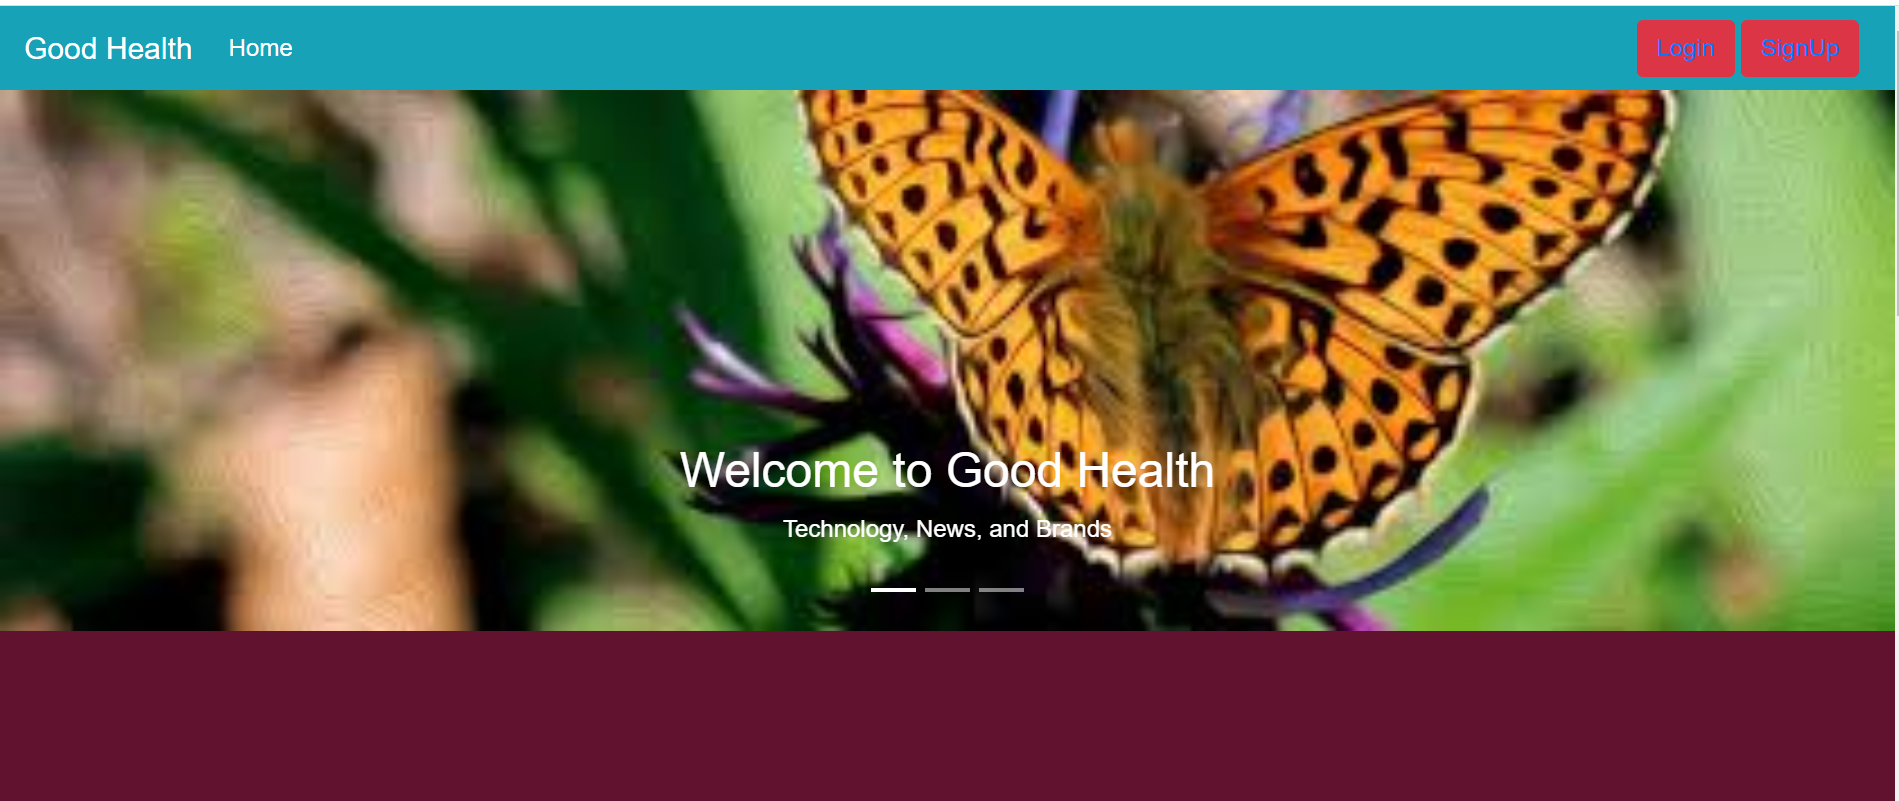 Good Health Home Login SignUp
Welcome to Good Health
Technology, News, and Brands